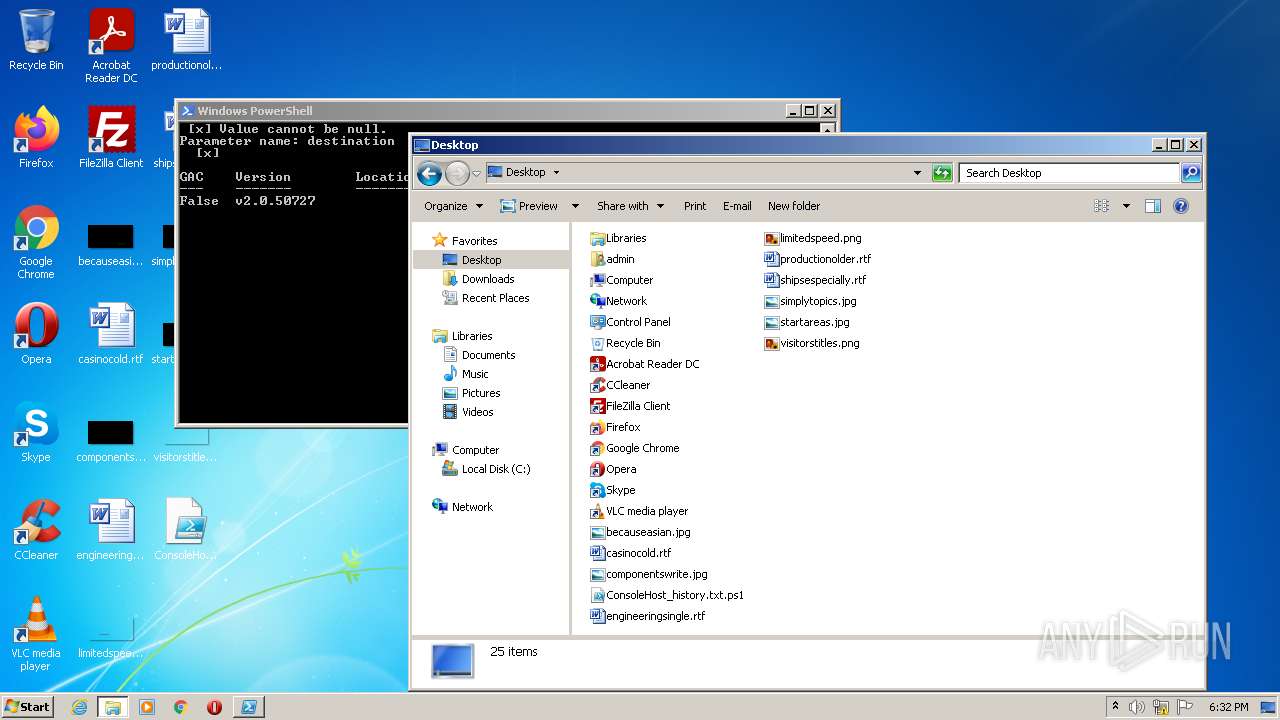 Recycle Bin
Acrobat
Reader DC
productionol...
Firefox
FileZilla Client
Google
Chrome
becauseasi...
Opera
casinocold.rtf
Skype
components...
visitorstitle...
CCleaner
engineering...
ConsoleHo...
VLC media
player
limitedspee...
Windows PowerShell
[x] Value cannot be null.
Parameter name: destination
[x]
GAC Version
--- -------
False v2.0.50727
Desktop
Desktop
Search Desktop
Organize
Preview
Share with
Print
E-mail
New folder
Favorites
Desktop
Downloads
Recent Places
Libraries
Documents
Music
Pictures
Videos
Computer
Local Disk (C:)
Network
Libraries
admin
Computer
Network
Control Panel
Recycle Bin
Acrobat Reader DC
CCleaner
FileZilla Client
Firefox
Google Chrome
Opera
Skype
VLC media player
becauseasian.jpg
casinocold.rtf
componentswrite.jpg
ConsoleHost_history.txt.ps1
engineeringsingle.rtf
limitedspeed.png
productionolder.rtf
shipsespecially.rtf
simplytopics.jpg
startareas.jpg
visitorstitles.png
25 items
ANY RUN
Start
6:32 PM